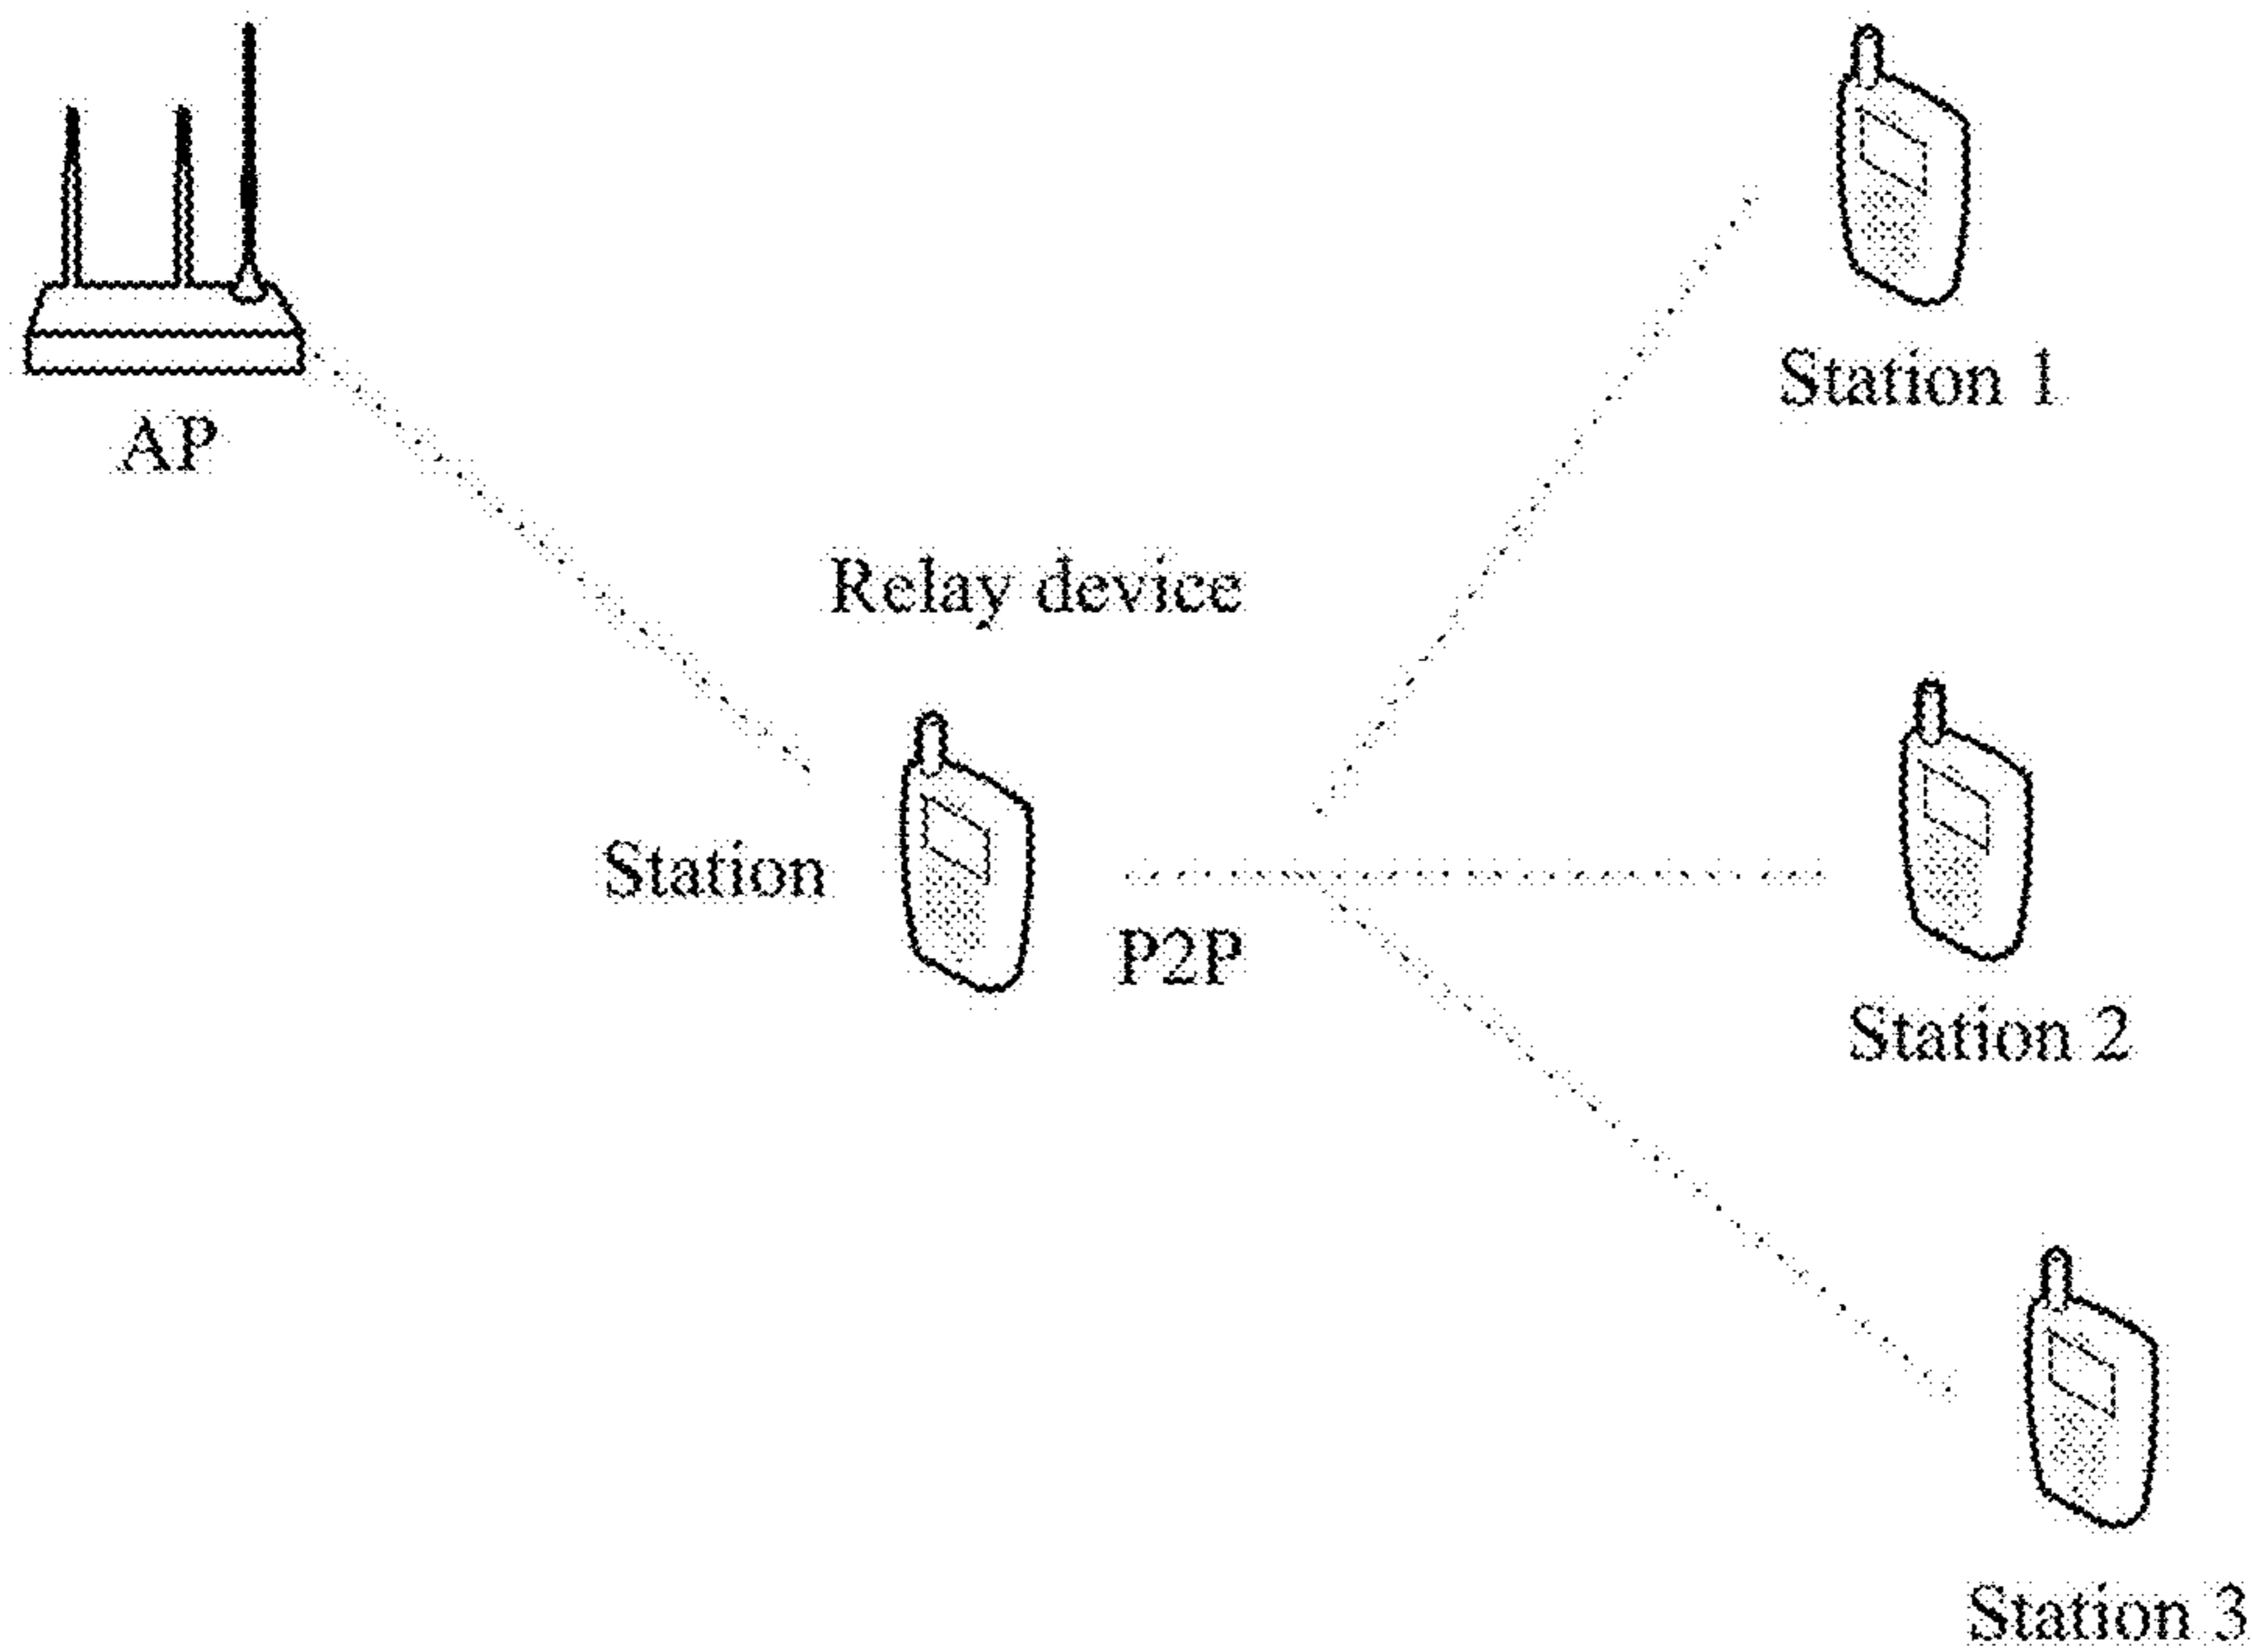 Station 1
AP
Relay device
Station
P2P
Station 2
Station 3